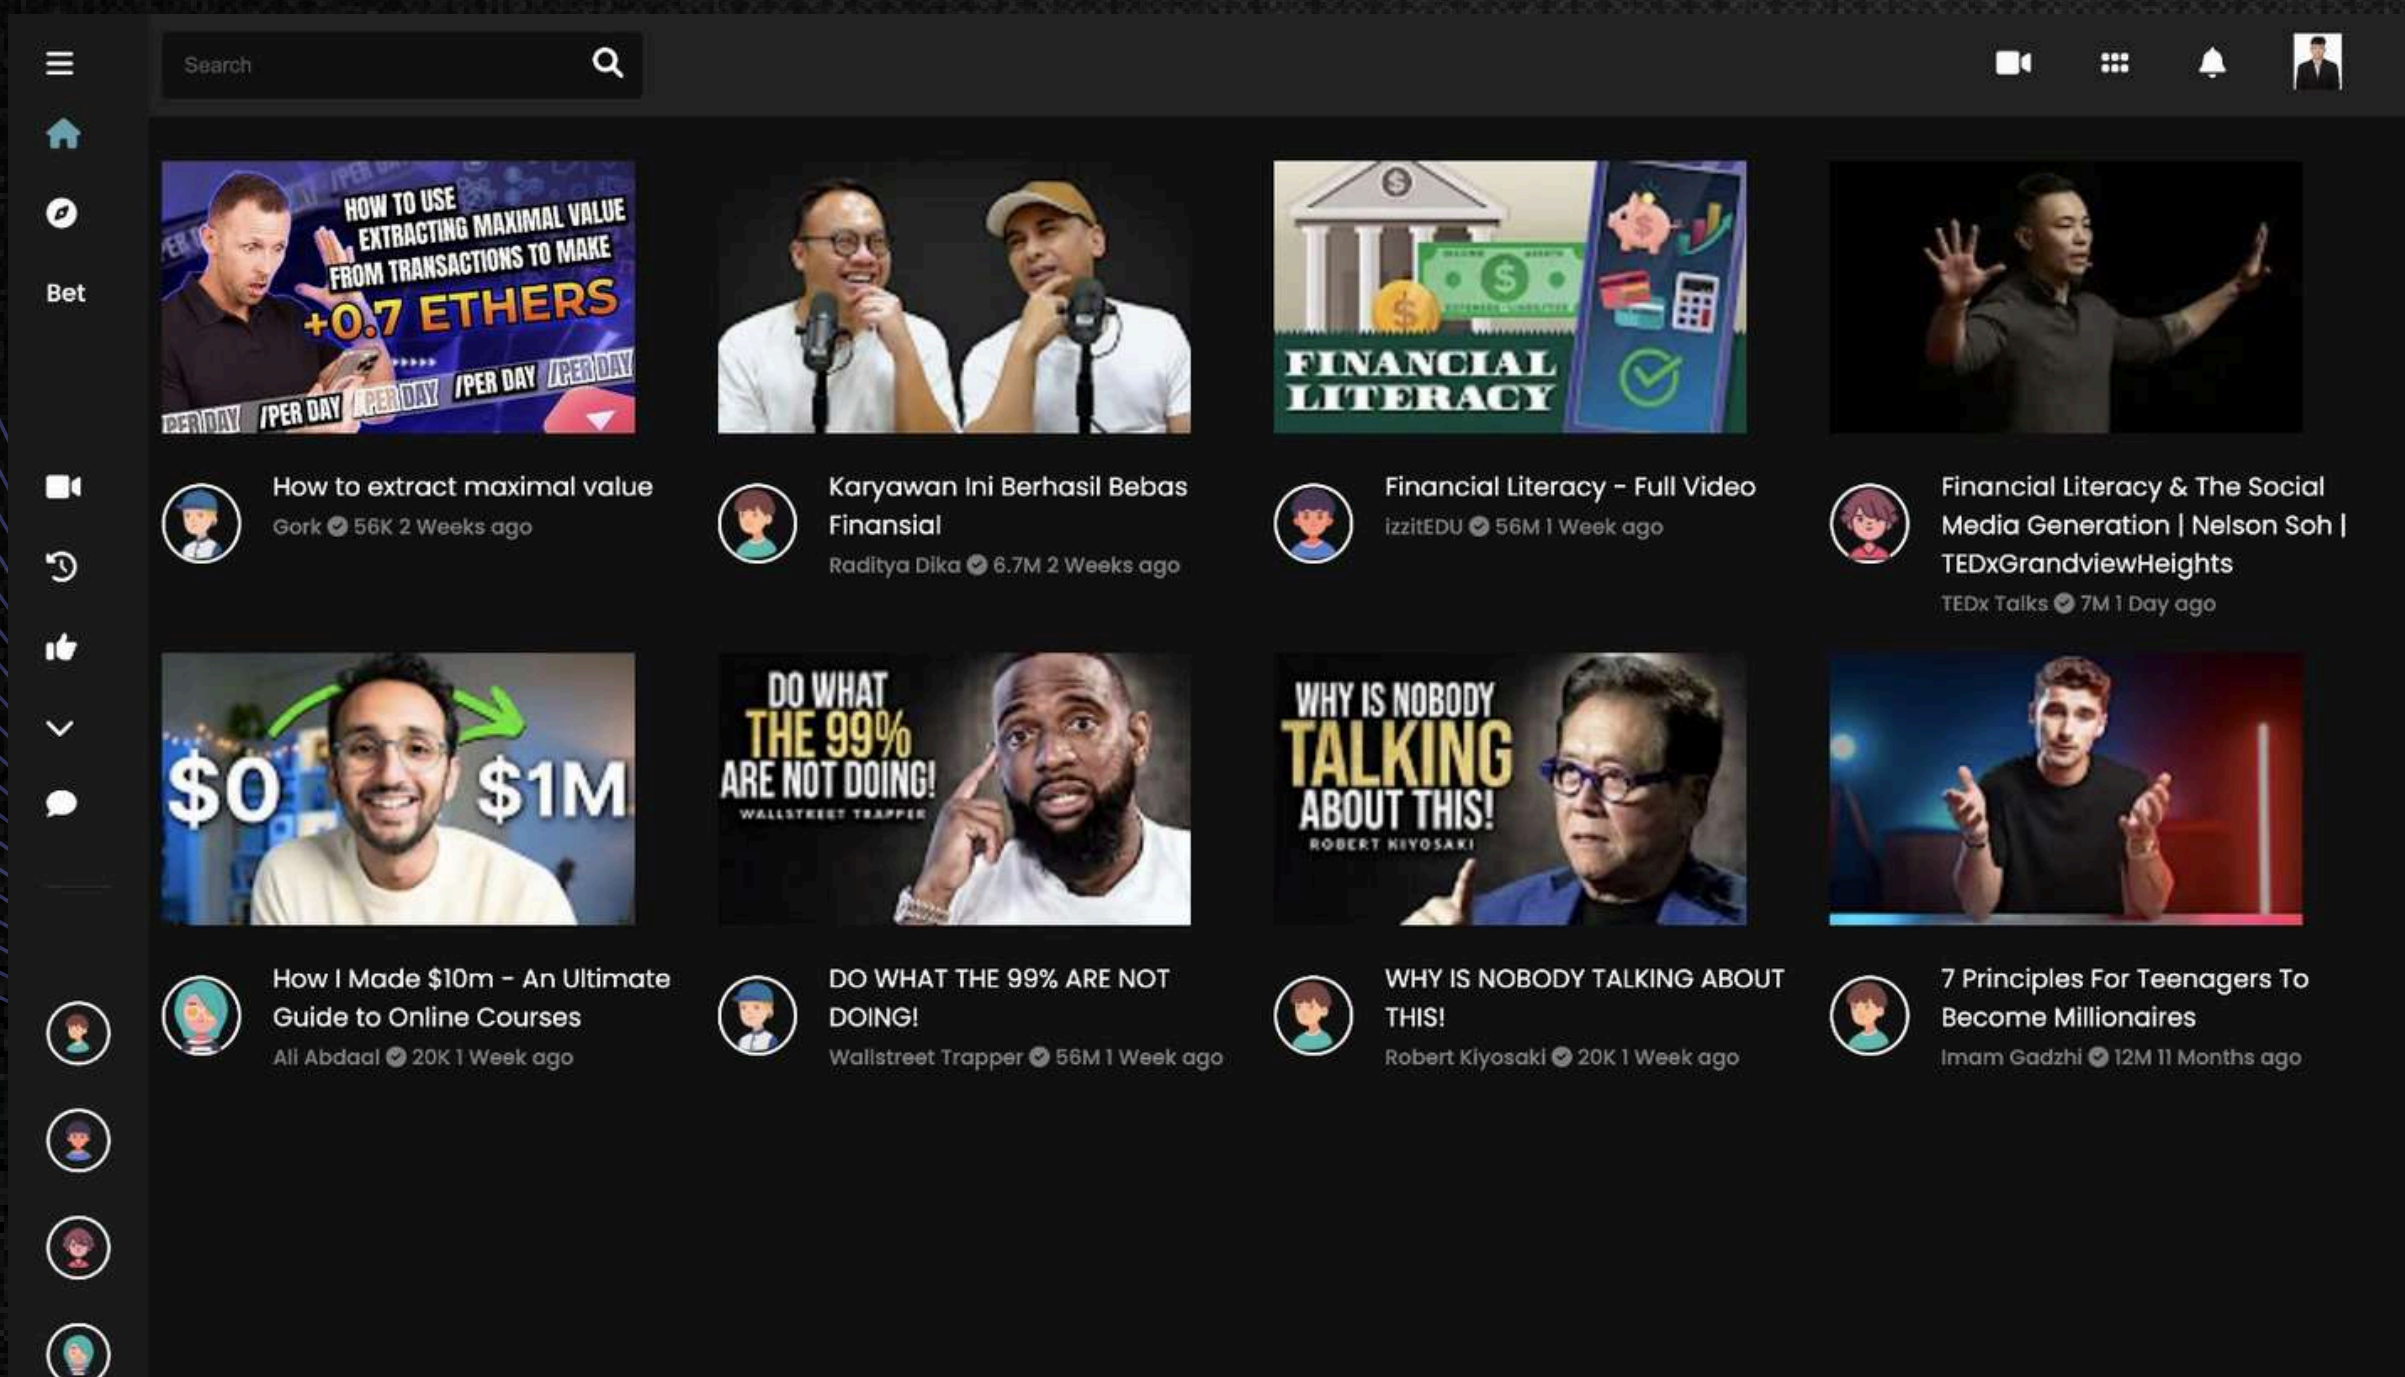 Search
Bet
HOW TO USE
EXTRACTING MAXIMAL VALUE
FROM TRANSACTIONS TO MAKE
+0.7 ETHERS
/PER DAY /PER DAY /PER DAY /PER DAY /PER DAY
How to extract maximal value
Gork 56K 2 Weeks ago
Karyawan Ini Berhasil Bebas
Finansial
Raditya Dika 6.7M 2 Weeks ago
FINANCIAL
LITERACY
Financial Literacy - Full Video
izzitEDU 56M 1 Week ago
Financial Literacy & The Social
Media Generation | Nelson Soh |
TEDxGrandviewHeights
TEDx Talks 7M 1 Day ago
$0 $1M
How I Made $10m - An Ultimate
Guide to Online Courses
Ali Abdaal 20K 1 Week ago
DO WHAT
THE 99%
ARE NOT DOING!
WALLSTREET TRAPPER
DO WHAT THE 99% ARE NOT
DOING!
Wallstreet Trapper 56M 1 Week ago
WHY IS NOBODY
TALKING
ABOUT THIS!
ROBERT KIYOSAKI
WHY IS NOBODY TALKING ABOUT
THIS!
Robert Kiyosaki 20K 1 Week ago
7 Principles For Teenagers To
Become Millionaires
Imam Gadzhi 12M 11 Months ago